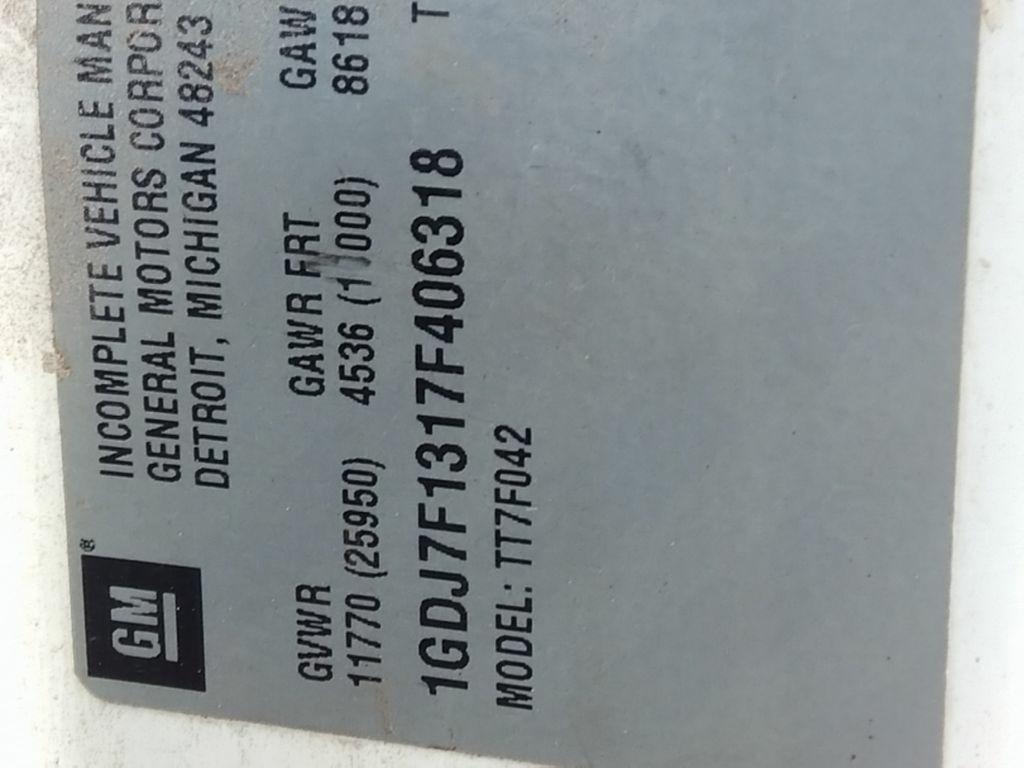 GM®
INCOMPLETE VEHICLE MAN
GENERAL MOTORS CORPOR
DETROIT, MICHIGAN 48243
GVWR GAWR FRT GAW
11770 (25950) 4536 (10000) 8618
1GDJ7F1317F406318 T
MODEL: TT7F042